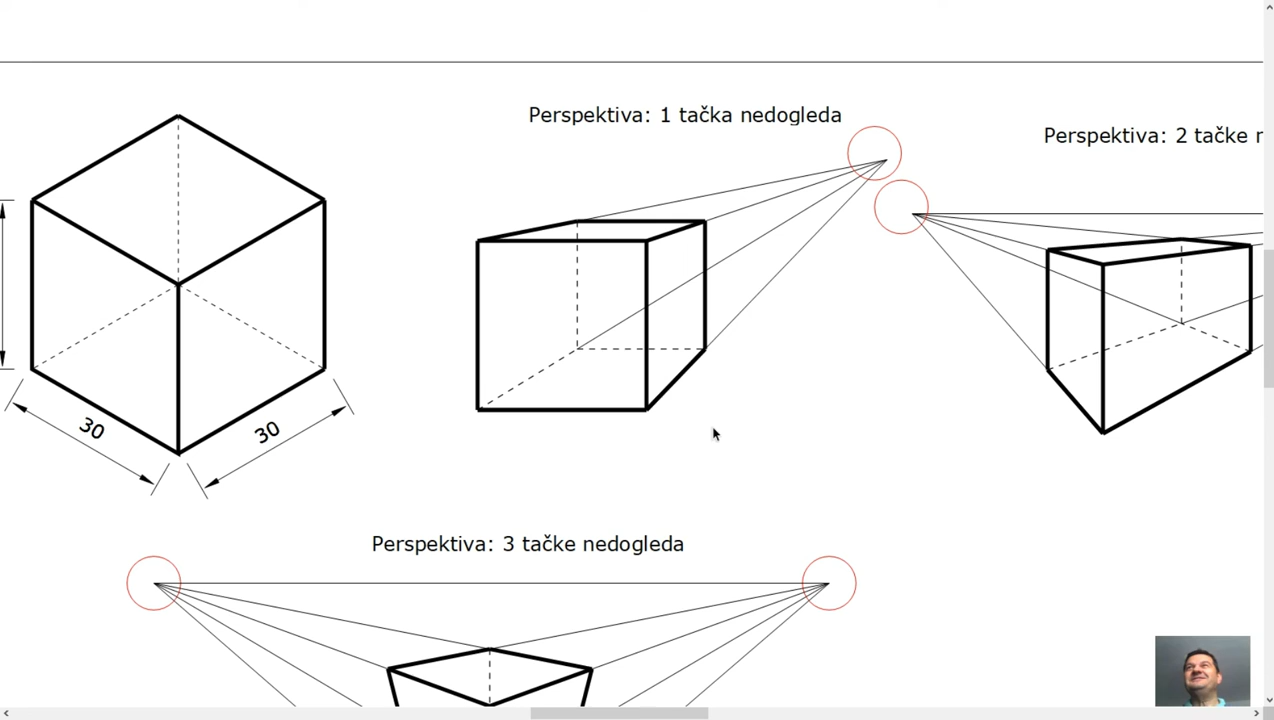 Perspektiva: 1 tačka nedogleda
Perspektiva: 2 tačke
30
30
Perspektiva: 3 tačke nedogleda